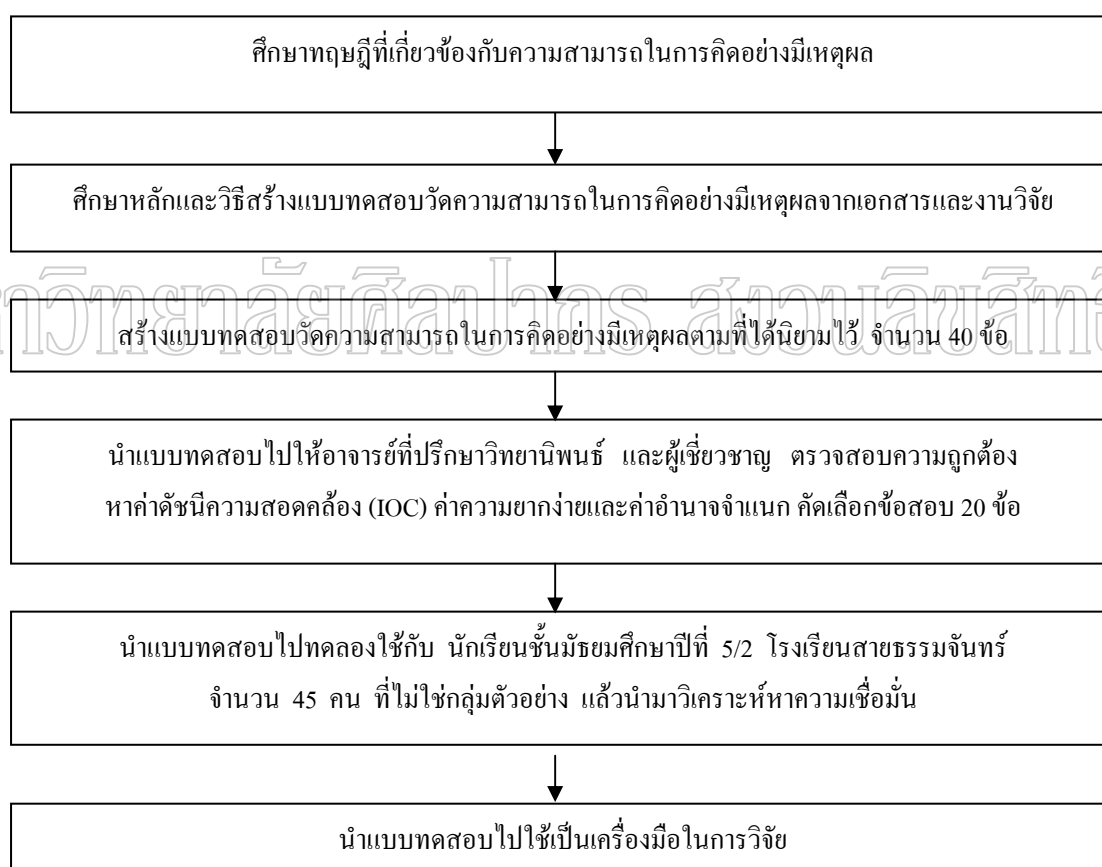 ศึกษาทฤษฎีที่เกี่ยวข้องกับความสามารถในการคิดอย่างมีเหตุผล
ศึกษาหลักและวิธีสร้างแบบทดสอบวัดความสามารถในการคิดอย่างมีเหตุผลจากเอกสารและงานวิจัย
สร้างแบบทดสอบวัดความสามารถในการคิดอย่างมีเหตุผลตามที่ได้นิยามไว้ จำนวน 40 ข้อ
นำแบบทดสอบไปให้อาจารย์ที่ปรึกษาวิทยานิพนธ์ และผู้เชี่ยวชาญ ตรวจสอบความถูกต้อง
หาค่าดัชนีความสอดคล้อง (IOC) ค่าความยากง่ายและค่าอำนาจจำแนก คัดเลือกข้อสอบ 20 ข้อ
นำแบบทดสอบไปทดลองใช้กับ นักเรียนชั้นมัธยมศึกษาปีที่ 5/2 โรงเรียนสายธรรมจันทร์
จำนวน 45 คน ที่ไม่ใช่กลุ่มตัวอย่าง แล้วนำมาวิเคราะห์หาความเชื่อมั่น
นำแบบทดสอบไปใช้เป็นเครื่องมือในการวิจัย